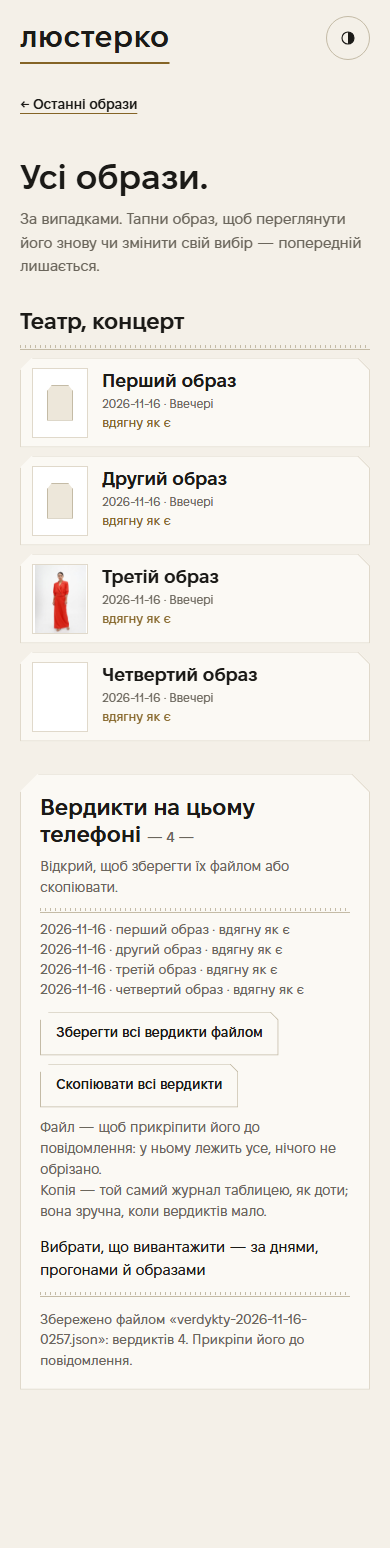 люстерко
← Останні образи
Усі образи.
За випадками. Тапни образ, щоб переглянути
його знову чи змінити свій вибір — попередній
лишається.
Театр, концерт
Перший образ
2026-11-16 · Ввечері
вдягну як є
Другий образ
2026-11-16 · Ввечері
вдягну як є
Третій образ
2026-11-16 · Ввечері
вдягну як є
Четвертий образ
2026-11-16 · Ввечері
вдягну як є
Вердикти на цьому
телефоні — 4 —
Відкрий, щоб зберегти їх файлом або
скопіювати.
2026-11-16 · перший образ · вдягну як є
2026-11-16 · другий образ · вдягну як є
2026-11-16 · третій образ · вдягну як є
2026-11-16 · четвертий образ · вдягну як є
Зберегти всі вердикти файлом
Скопіювати всі вердикти
Файл — щоб прикріпити його до
повідомлення: у ньому лежить усе, нічого не
обрізано.
Копія — той самий журнал таблицею, як доти;
вона зручна, коли вердиктів мало.
Вибрати, що вивантажити — за днями,
прогонами й образами
Збережено файлом «verdykty-2026-11-16-
0257.json»: вердиктів 4. Прикріпи його до
повідомлення.